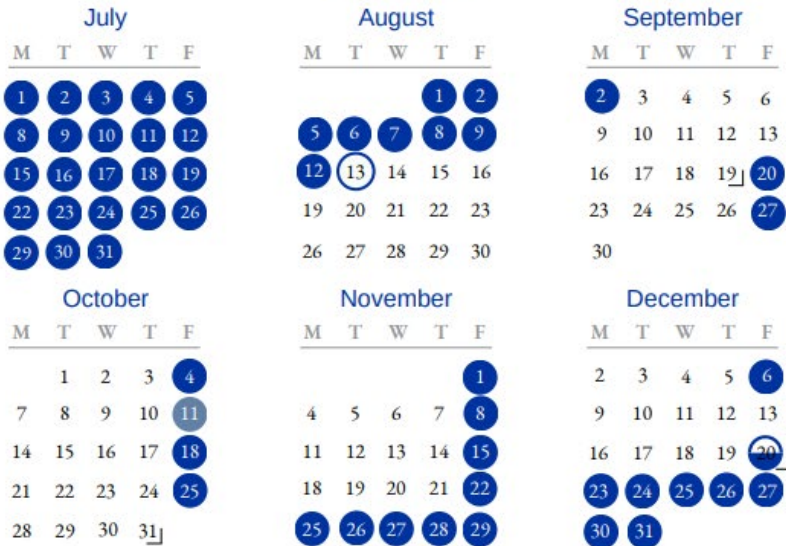 July
M T W T F
1 2 3 4 5
8 9 10 11 12
15 16 17 18 19
22 23 24 25 26
29 30 31
August
M T W T F
1 2
5 6 7 8 9
12 13 14 15 16
19 20 21 22 23
26 27 28 29 30
September
M T W T F
2 3 4 5 6
9 10 11 12 13
16 17 18 19 20
23 24 25 26 27
30
October
M T W T F
1 2 3 4
7 8 9 10 11
14 15 16 17 18
21 22 23 24 25
28 29 30 31
November
M T W T F
1
4 5 6 7 8
11 12 13 14 15
18 19 20 21 22
25 26 27 28 29
December
M T W T F
2 3 4 5 6
9 10 11 12 13
16 17 18 19 20
23 24 25 26 27
30 31